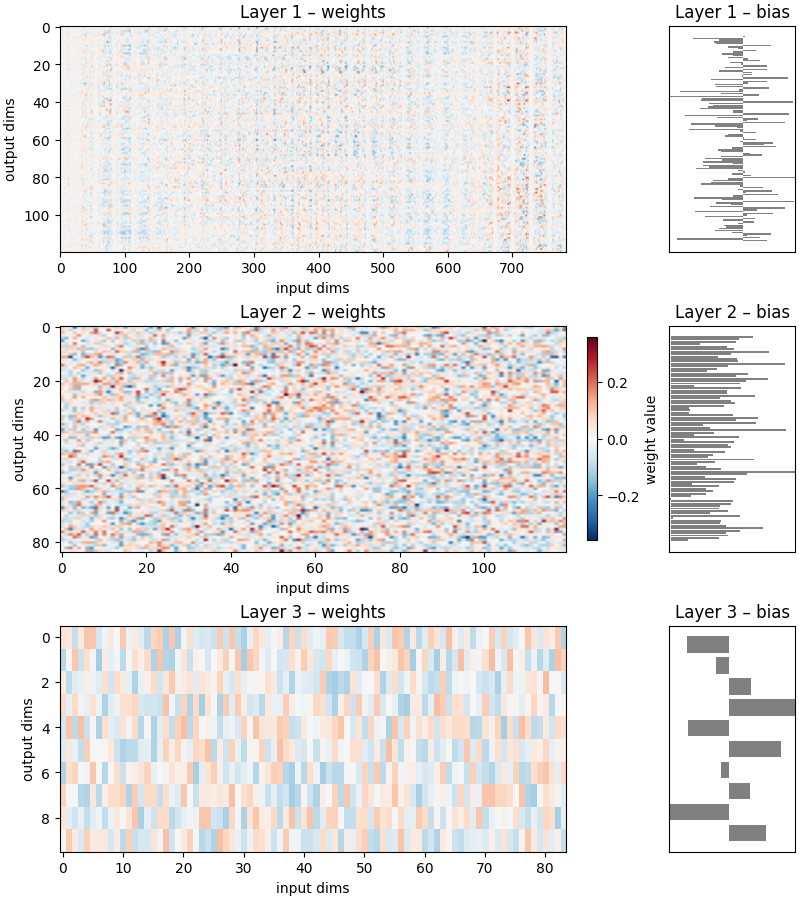 Layer 1 – weights
Layer 1 – bias
0
20
40
60
80
100
output dims
0 100 200 300 400 500 600 700
input dims
Layer 2 – weights
Layer 2 – bias
0
20
40
60
80
output dims
0 20 40 60 80 100
input dims
0.2
0.0
−0.2
weight value
Layer 3 – weights
Layer 3 – bias
0
2
4
6
8
output dims
0 10 20 30 40 50 60 70 80
input dims